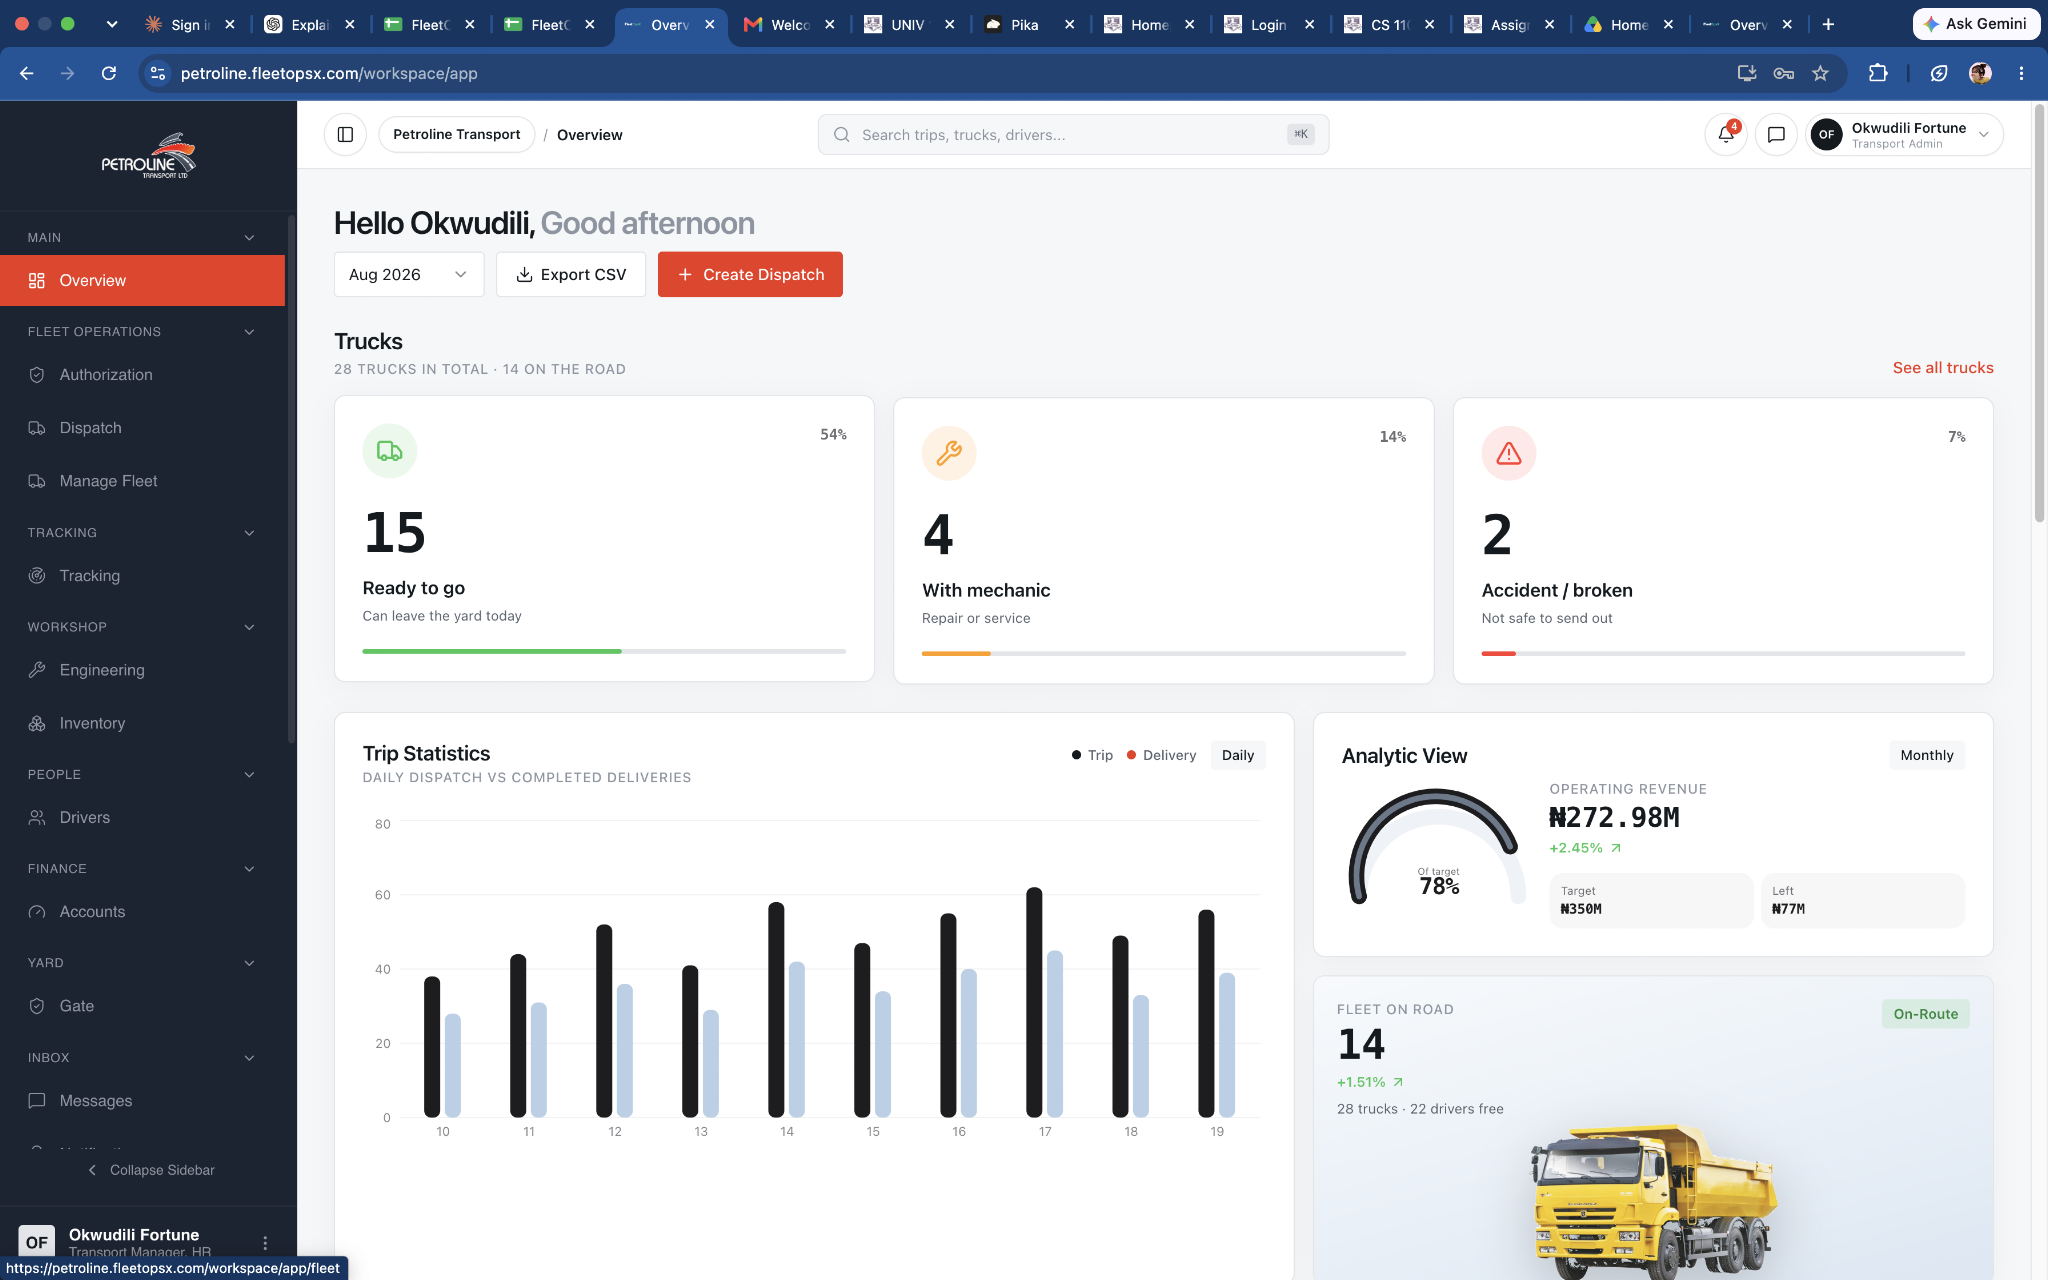 Sign i
Explai
FleetC
FleetC
Overv
Welco
UNIV
Pika
Home
Login
CS 110
Assig
Home
Overv
Ask Gemini
petroline.fleetopsx.com/workspace/app
PETROLINE
TRANSPORT LTD
MAIN
Overview
FLEET OPERATIONS
Authorization
Dispatch
Manage Fleet
TRACKING
Tracking
WORKSHOP
Engineering
Inventory
PEOPLE
Drivers
FINANCE
Accounts
YARD
Gate
INBOX
Messages
Collapse Sidebar
OF
Okwudili Fortune
Transport Manager, HR
https://petroline.fleetopsx.com/workspace/app/fleet
Petroline Transport / Overview
Search trips, trucks, drivers... ⌘K
4
OF
Okwudili Fortune
Transport Admin
Hello Okwudili, Good afternoon
Aug 2026
Export CSV
Create Dispatch
Trucks
28 TRUCKS IN TOTAL · 14 ON THE ROAD
See all trucks
54%
15
Ready to go
Can leave the yard today
14%
4
With mechanic
Repair or service
7%
2
Accident / broken
Not safe to send out
Trip Statistics
DAILY DISPATCH VS COMPLETED DELIVERIES
Trip
Delivery
Daily
80
60
40
20
0
10 11 12 13 14 15 16 17 18 19
Analytic View
Monthly
Of target
78%
OPERATING REVENUE
₦272.98M
+2.45%
Target
₦350M
Left
₦77M
FLEET ON ROAD
14
On-Route
+1.51%
28 trucks · 22 drivers free